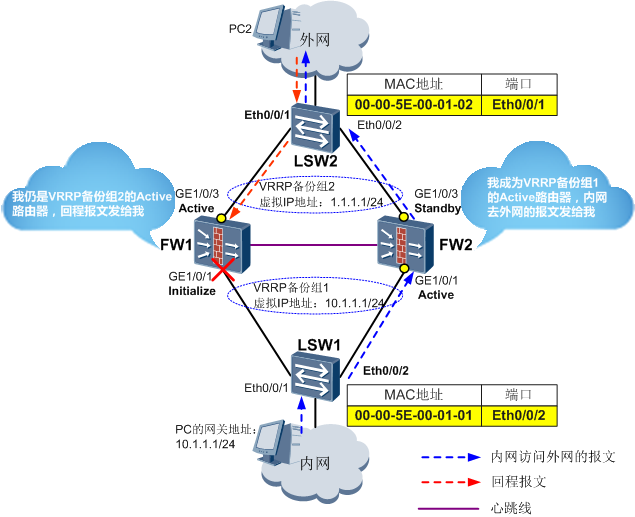 PC2
外网
MAC地址 端口
00-00-5E-00-01-02 Eth0/0/1
Eth0/0/1
Eth0/0/2
LSW2
我仍是VRRP备份组2的Active
路由器，回程报文发给我
GE1/0/3
Active
VRRP备份组2
虚拟IP地址：1.1.1.1/24
GE1/0/3
Standby
我成为VRRP备份组1
的Active路由器，内网
去外网的报文发给我
FW1
FW2
GE1/0/1
Initialize
VRRP备份组1
虚拟IP地址：10.1.1.1/24
GE1/0/1
Active
LSW1
Eth0/0/1
Eth0/0/2
MAC地址 端口
00-00-5E-00-01-01 Eth0/0/2
PC的网关地址：
10.1.1.1/24
内网
内网访问外网的报文
回程报文
心跳线